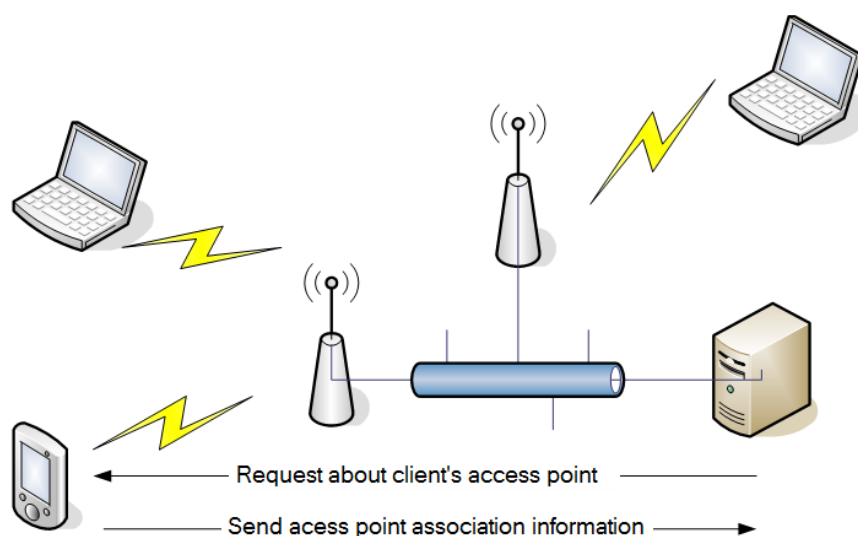 Request about client's access point
Send acess point association information